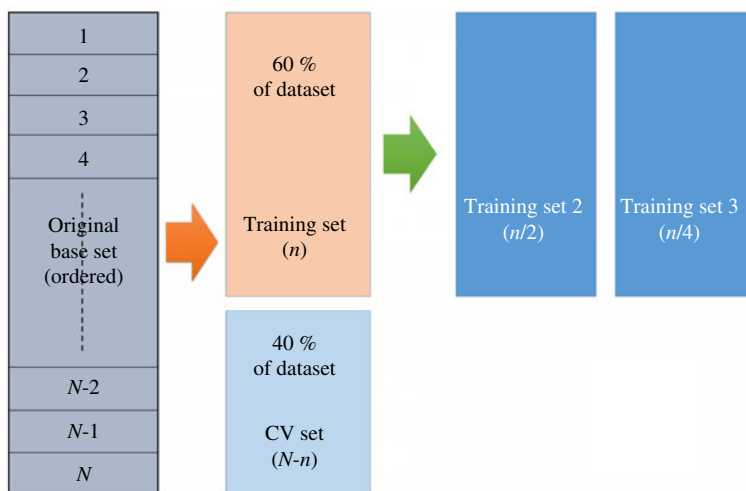 1
2
3
4
Original
base set
(ordered)
N-2
N-1
N
60 %
of dataset
Training set
(n)
40 %
of dataset
CV set
(N-n)
Training set 2
(n/2)
Training set 3
(n/4)